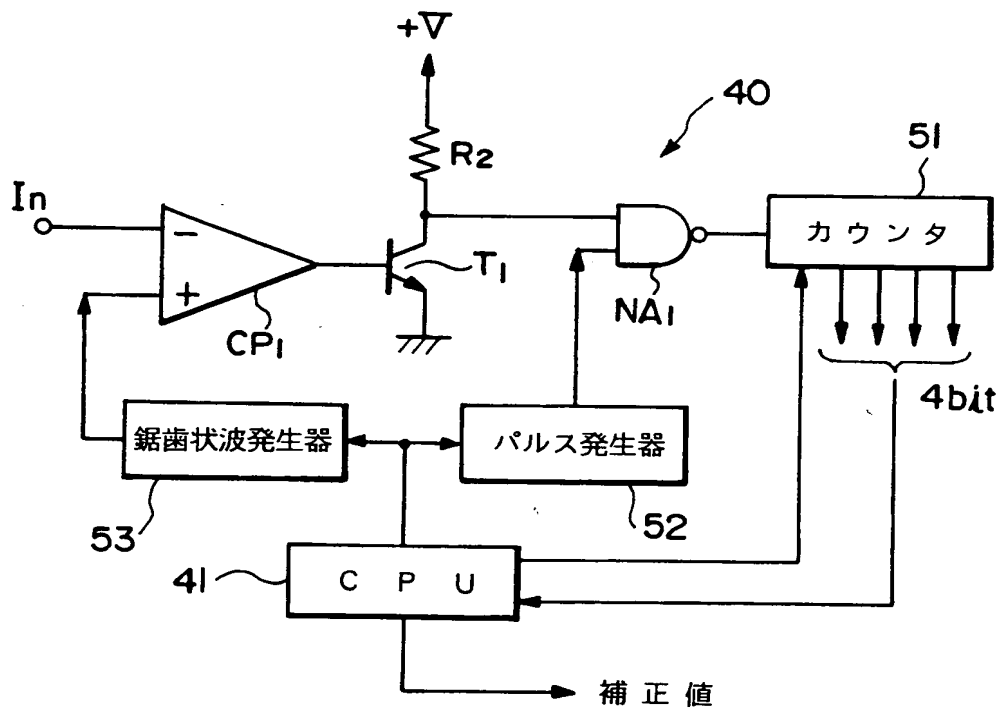 +V
40
51
R2
In
カウンタ
−
T1
+
NA1
CP1
4bit
鋸歯状波発生器
パルス発生器
53
52
41
CPU
補正値